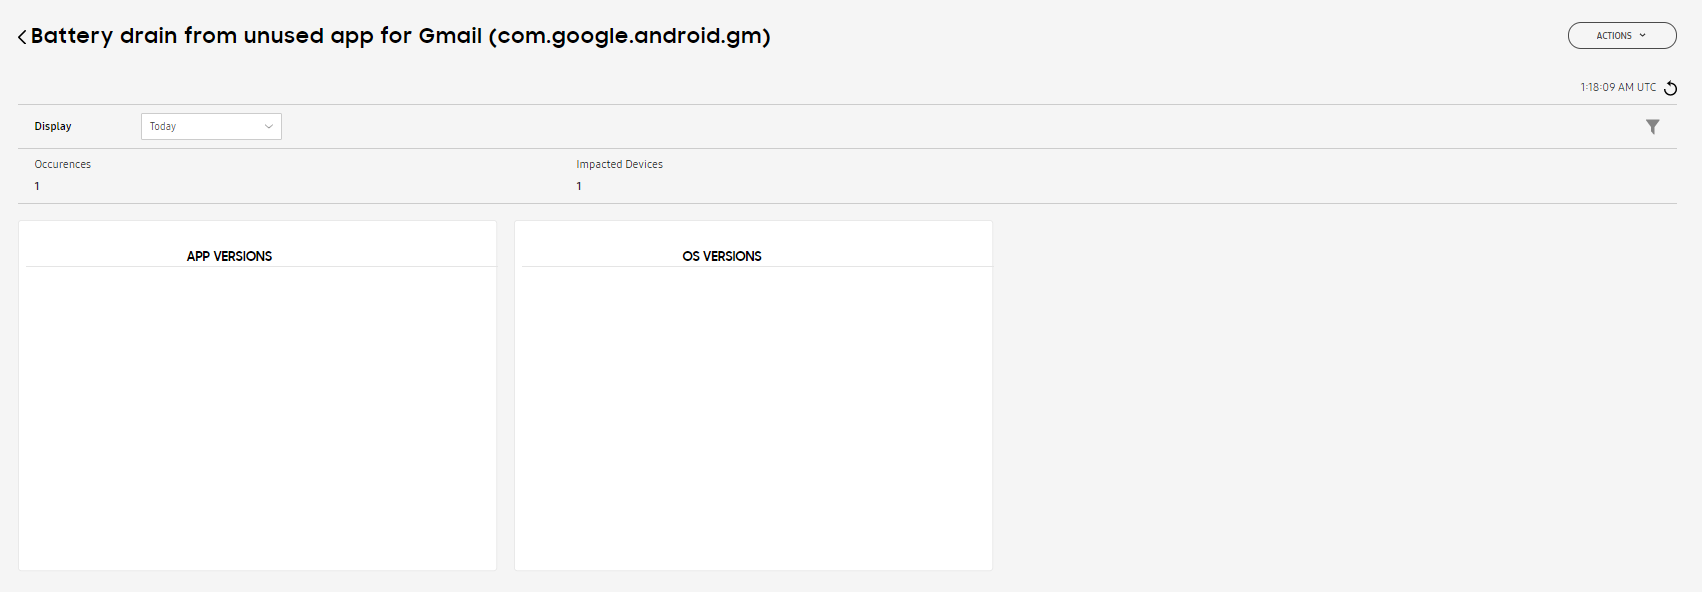 Battery drain from unused app for Gmail (com.google.android.gm)
ACTIONS
1:18:09 AM UTC
Display
Today
Occurences
Impacted Devices
1
1
APP VERSIONS
OS VERSIONS